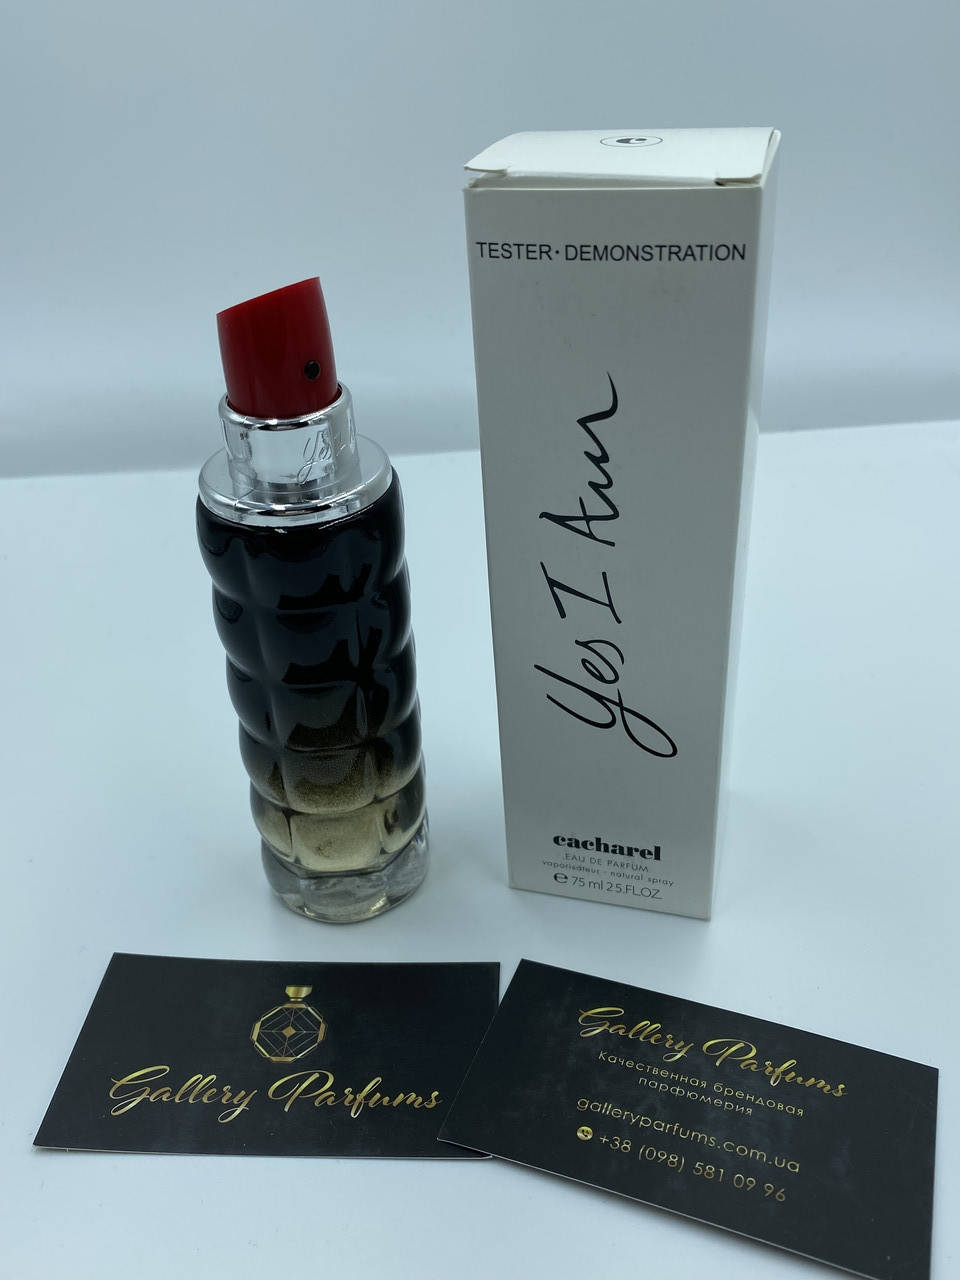 TESTER • DEMONSTRATION
Yes I Am
cacharel
EAU DE PARFUM
vaporisateur - natural spray
e 75 ml 2.5.FL.OZ
Gallery Parfums
Gallery Parfums
Качественная брендовая
парфюмерия
galleryparfums.com.ua
+38 (098) 581 09 96